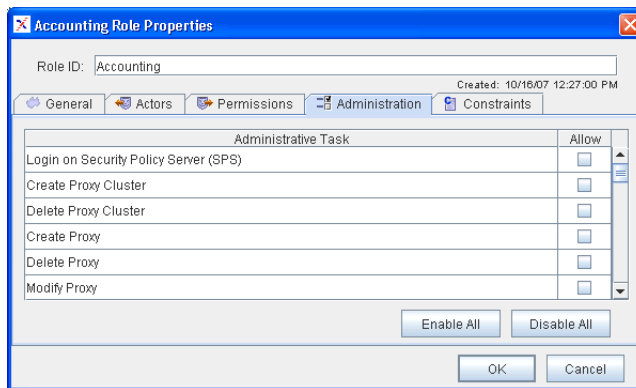 Accounting Role Properties
Role ID: Accounting
Created: 10/16/07 12:27:00 PM
General Actors Permissions Administration Constraints
Administrative Task Allow
Login on Security Policy Server (SPS)
Create Proxy Cluster
Delete Proxy Cluster
Create Proxy
Delete Proxy
Modify Proxy
Enable All Disable All
OK Cancel